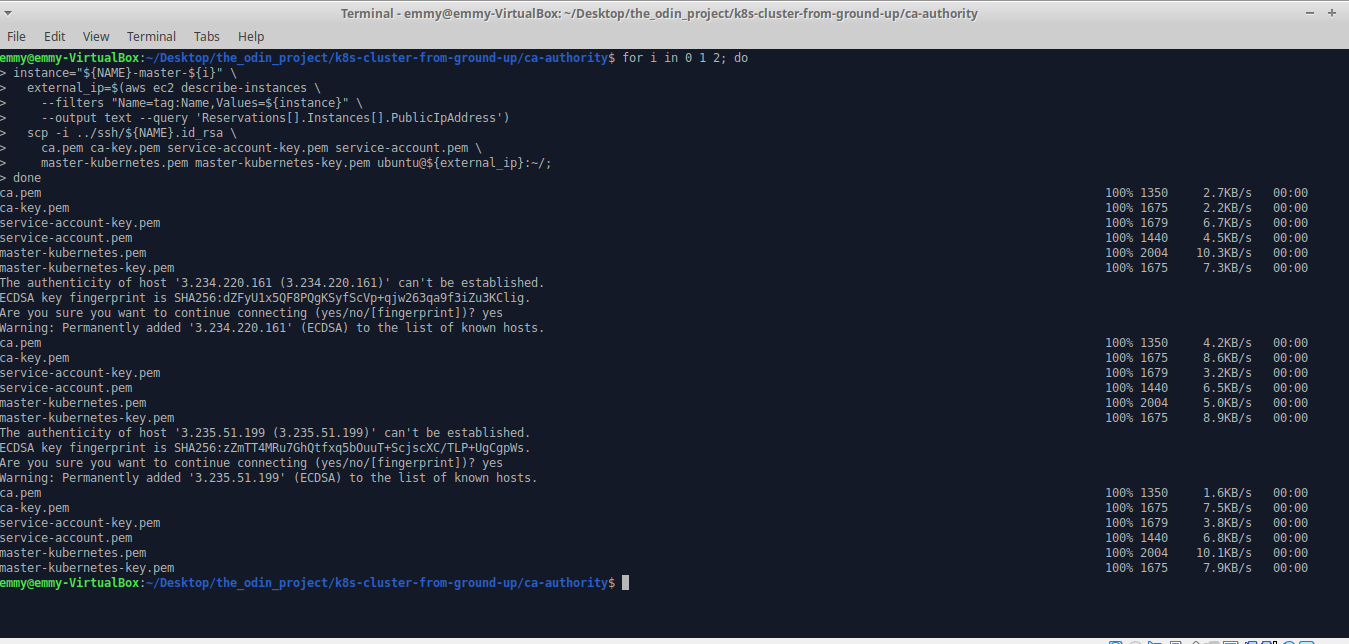 Terminal - emmy@emmy-VirtualBox: ~/Desktop/the_odin_project/k8s-cluster-from-ground-up/ca-authority
File Edit View Terminal Tabs Help
emmy@emmy-VirtualBox:~/Desktop/the_odin_project/k8s-cluster-from-ground-up/ca-authority$ for i in 0 1 2; do
> instance="${NAME}-master-${i}" \
>   external_ip=$(aws ec2 describe-instances \
>     --filters "Name=tag:Name,Values=${instance}" \
>     --output text --query 'Reservations[].Instances[].PublicIpAddress')
>   scp -i ../ssh/${NAME}.id_rsa \
>     ca.pem ca-key.pem service-account-key.pem service-account.pem \
>     master-kubernetes.pem master-kubernetes-key.pem ubuntu@${external_ip}:~/;
> done
ca.pem 100% 1350 2.7KB/s 00:00
ca-key.pem 100% 1675 2.2KB/s 00:00
service-account-key.pem 100% 1679 6.7KB/s 00:00
service-account.pem 100% 1440 4.5KB/s 00:00
master-kubernetes.pem 100% 2004 10.3KB/s 00:00
master-kubernetes-key.pem 100% 1675 7.3KB/s 00:00
The authenticity of host '3.234.220.161 (3.234.220.161)' can't be established.
ECDSA key fingerprint is SHA256:dZFyU1x5QF8PQgKSyfScVp+qjw263qa9f3iZu3KClig.
Are you sure you want to continue connecting (yes/no/[fingerprint])? yes
Warning: Permanently added '3.234.220.161' (ECDSA) to the list of known hosts.
ca.pem 100% 1350 4.2KB/s 00:00
ca-key.pem 100% 1675 8.6KB/s 00:00
service-account-key.pem 100% 1679 3.2KB/s 00:00
service-account.pem 100% 1440 6.5KB/s 00:00
master-kubernetes.pem 100% 2004 5.0KB/s 00:00
master-kubernetes-key.pem 100% 1675 8.9KB/s 00:00
The authenticity of host '3.235.51.199 (3.235.51.199)' can't be established.
ECDSA key fingerprint is SHA256:zZmTT4MRu7GhQtfxq5bOuuT+ScjscXC/TLP+UgCgpWs.
Are you sure you want to continue connecting (yes/no/[fingerprint])? yes
Warning: Permanently added '3.235.51.199' (ECDSA) to the list of known hosts.
ca.pem 100% 1350 1.6KB/s 00:00
ca-key.pem 100% 1675 7.5KB/s 00:00
service-account-key.pem 100% 1679 3.8KB/s 00:00
service-account.pem 100% 1440 6.8KB/s 00:00
master-kubernetes.pem 100% 2004 10.1KB/s 00:00
master-kubernetes-key.pem 100% 1675 7.9KB/s 00:00
emmy@emmy-VirtualBox:~/Desktop/the_odin_project/k8s-cluster-from-ground-up/ca-authority$